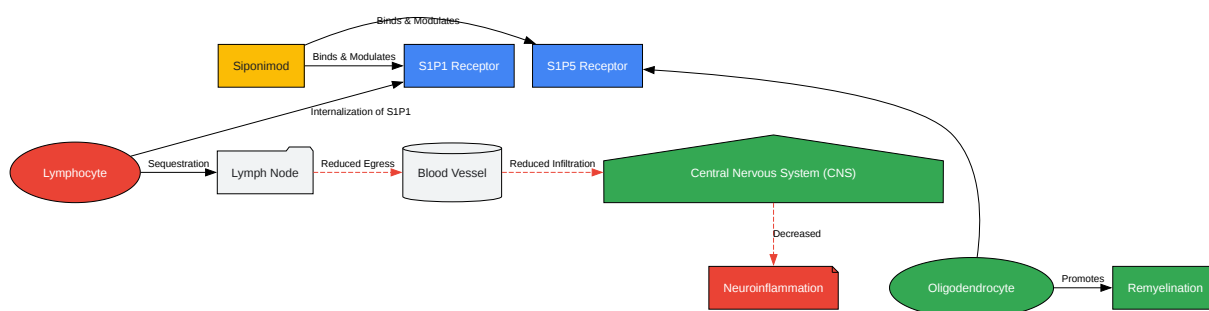 Binds & Modulates
Siponimod
Binds & Modulates
S1P1 Receptor
S1P5 Receptor
Internalization of S1P1
Lymphocyte
Sequestration
Lymph Node
Reduced Egress
Blood Vessel
Reduced Infiltration
Central Nervous System (CNS)
Decreased
Neuroinflammation
Oligodendrocyte
Promotes
Remyelination